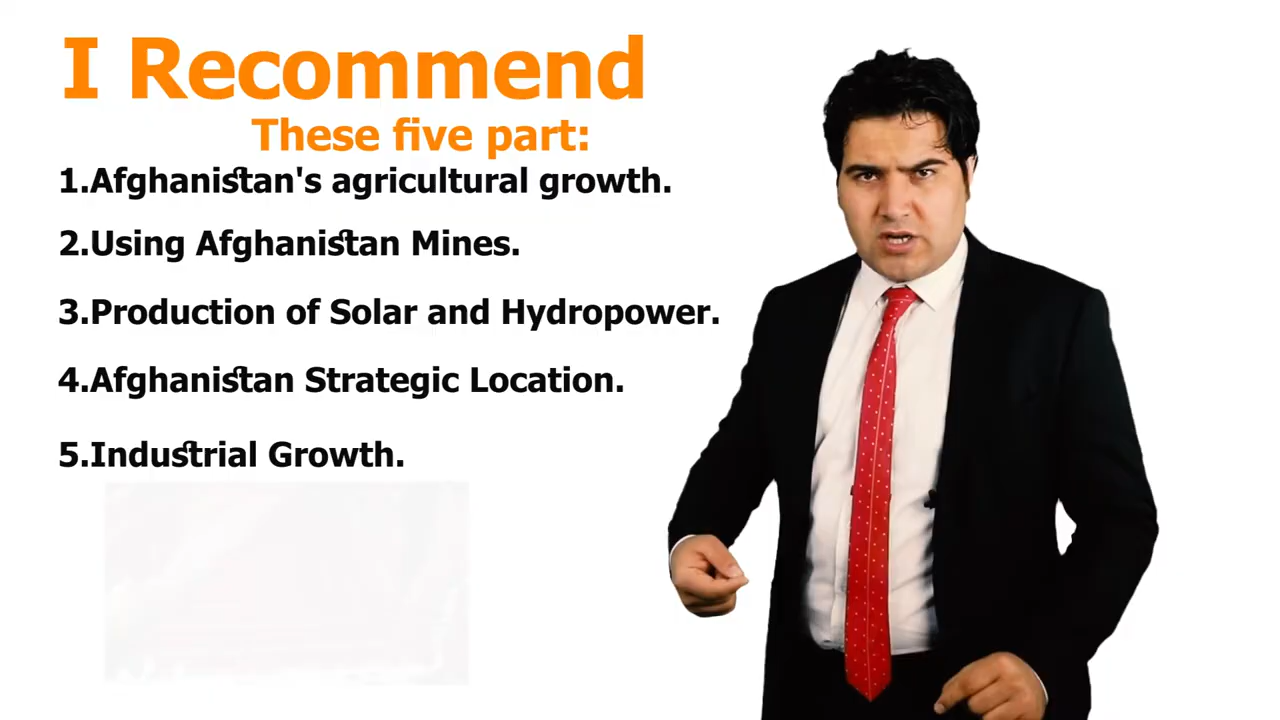 I Recommend
These five part:
1.Afghanistan's agricultural growth.
2.Using Afghanistan Mines.
3.Production of Solar and Hydropower.
4.Afghanistan Strategic Location.
5.Industrial Growth.